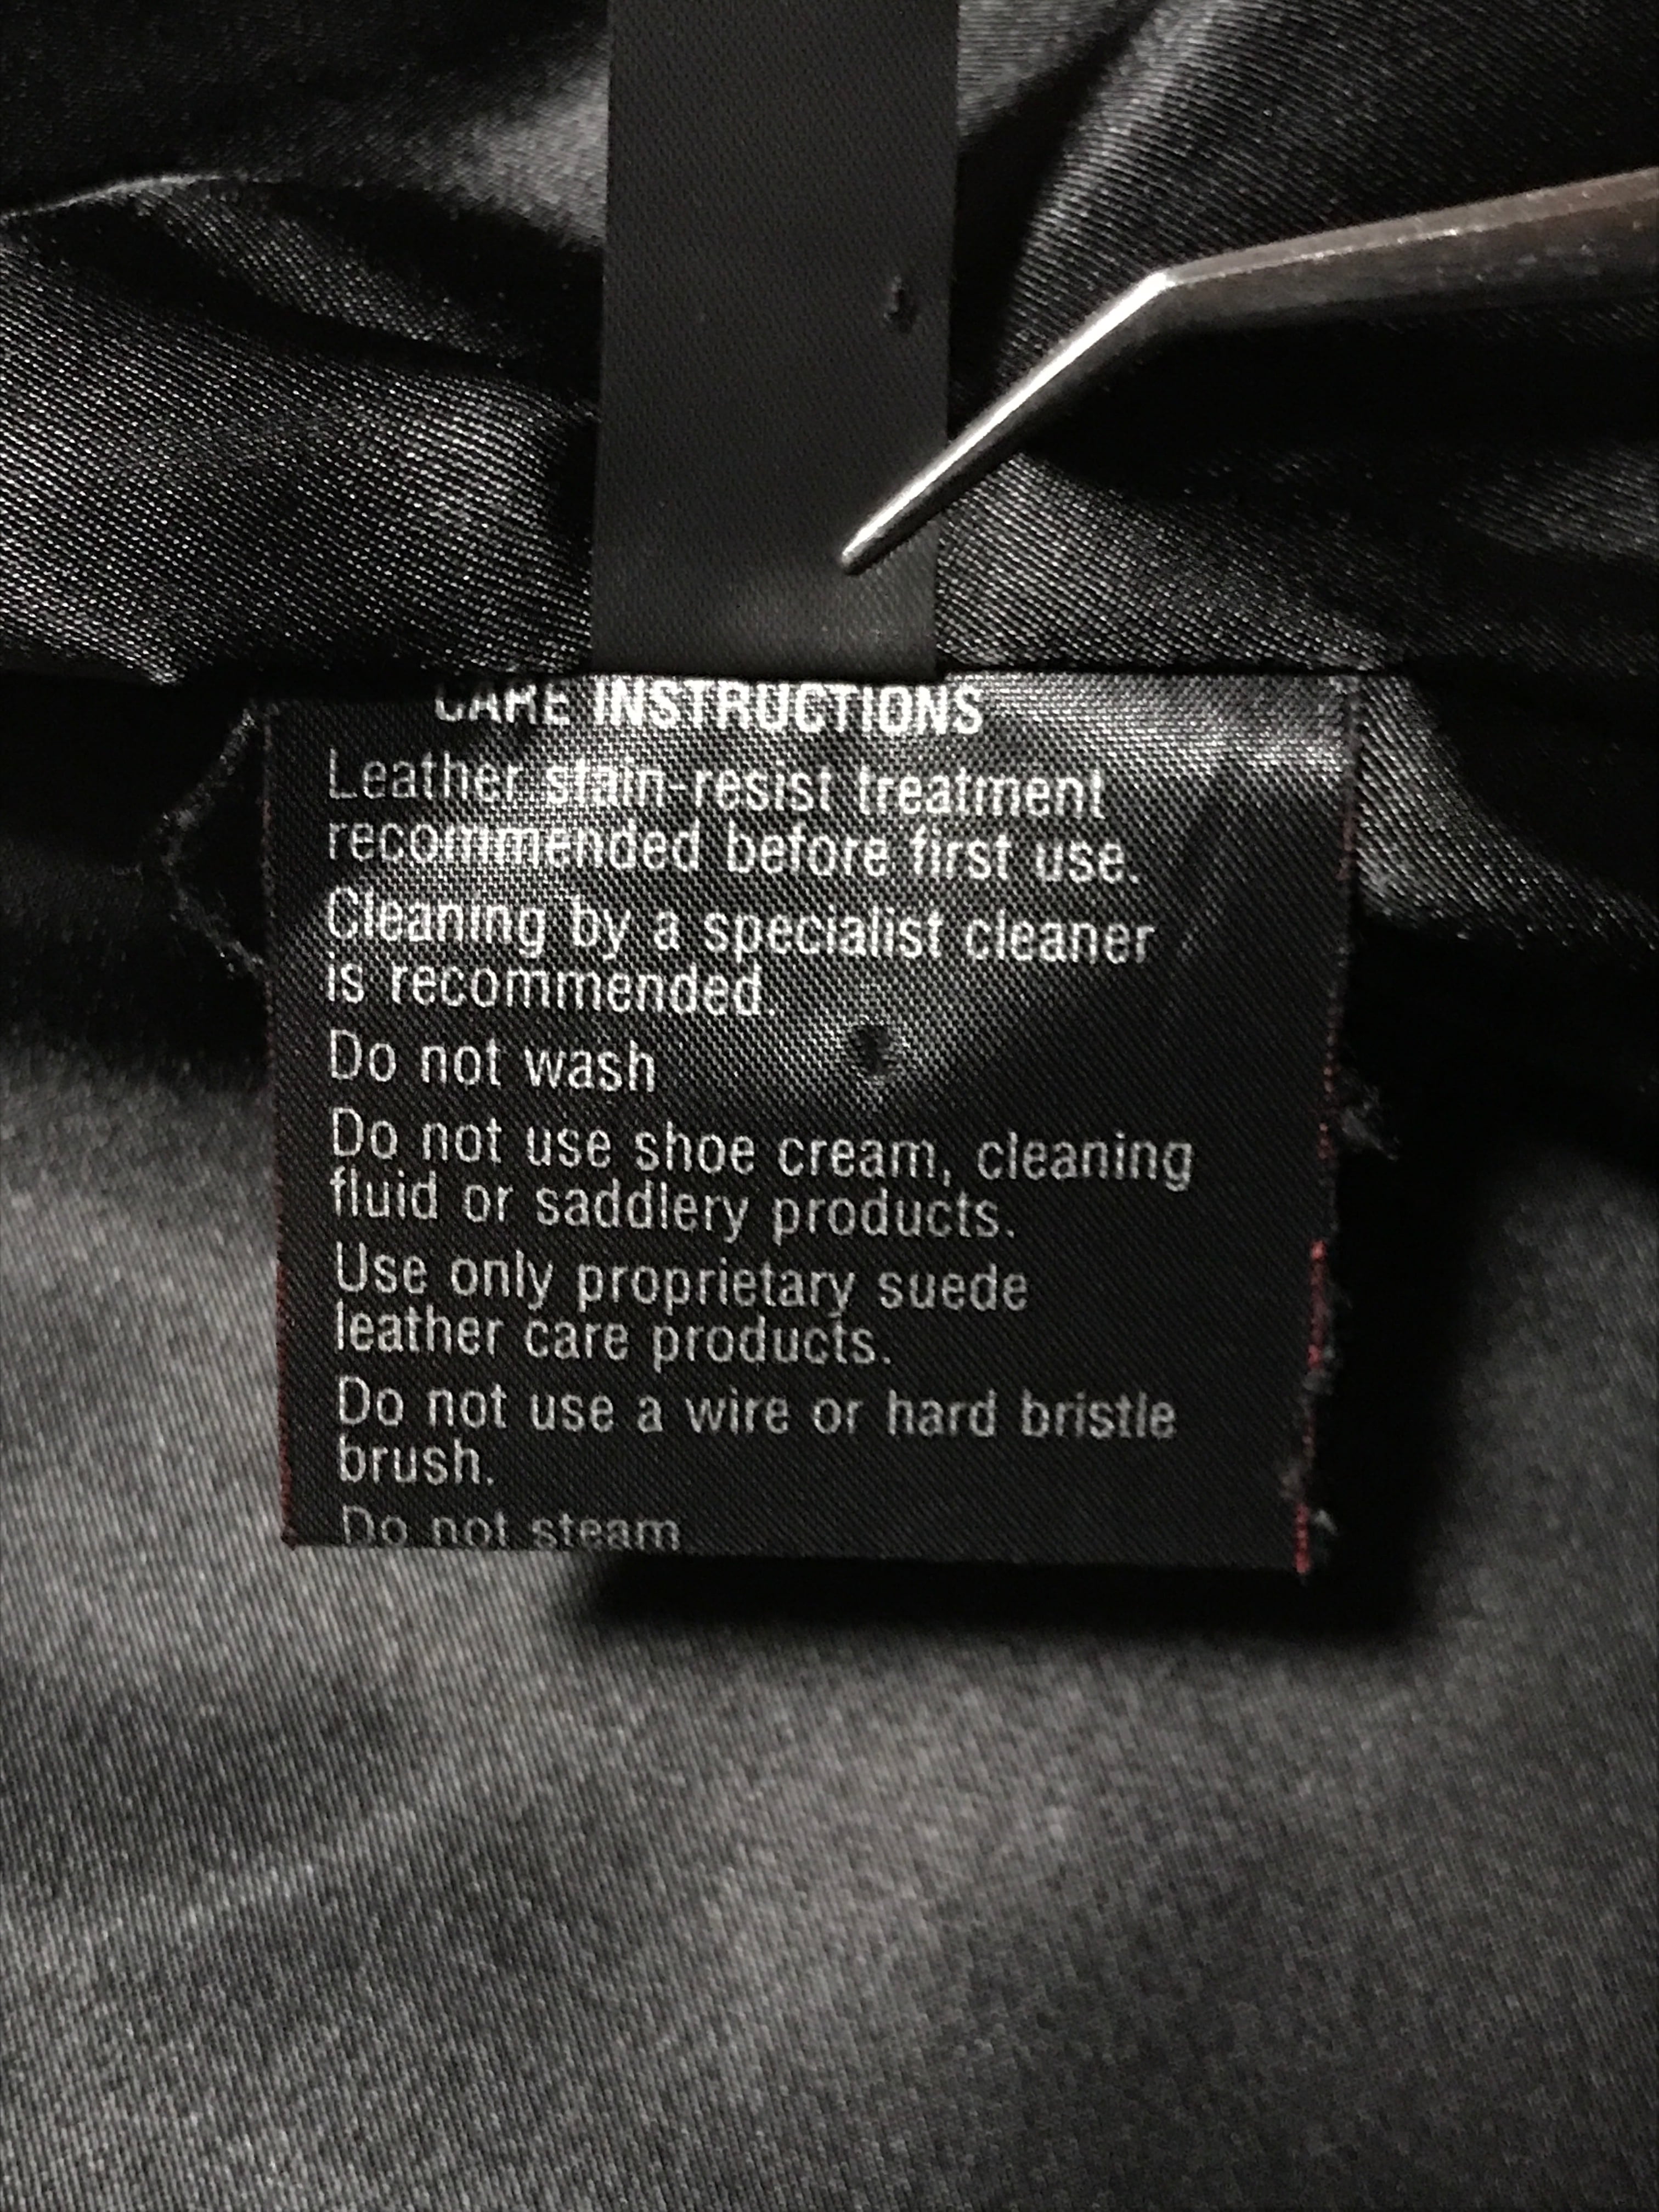 CARE INSTRUCTIONS
Leather stain-resist treatment
recommended before first use.
Cleaning by a specialist cleaner
is recommended.
Do not wash
Do not use shoe cream, cleaning
fluid or saddlery products.
Use only proprietary suede
leather care products.
Do not use a wire or hard bristle
brush.
Do not steam